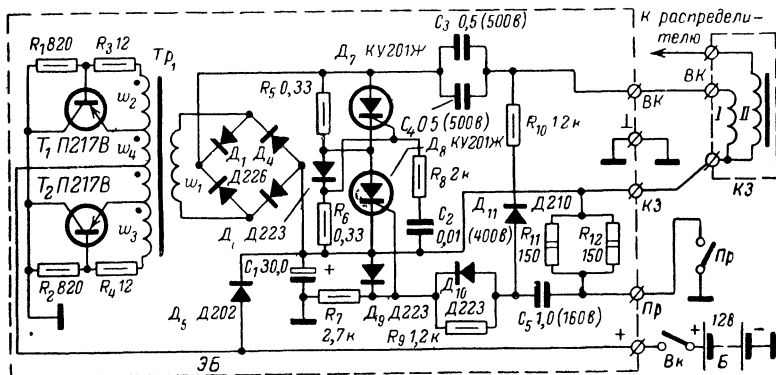 C₃ 0,5 (500в)
К распредели-
телю
R₁ 820
R₃ 12
Тр₁
Д₇ КУ201Ж
ВК
ВК
R₅ 0,33
w₂
C₄ 0 5 (500в)
R₁₀ 12к
I
II
T₁ П217В
w₄
w₁
Д₁
Д₄
Д226
Д₈ КУ201Ж
R₈ 2к
⊥
T₂ П217В
w₃
R₆
0,33
C₂
0,01
Д₁₁ Д210
(400в)
КЗ
КЗ
Д223
R₁₁
150
R₁₂
150
Пр
R₂ 820
R₄ 12
C₁ 30,0
+
Д₁₀
Д223
Д₅ Д202
R₇
2,7к
Д₉ Д223
R₉ 1,2к
C₅ 1,0 (160в)
Пр
+
Вк
+
12В
-
Б
ЭБ